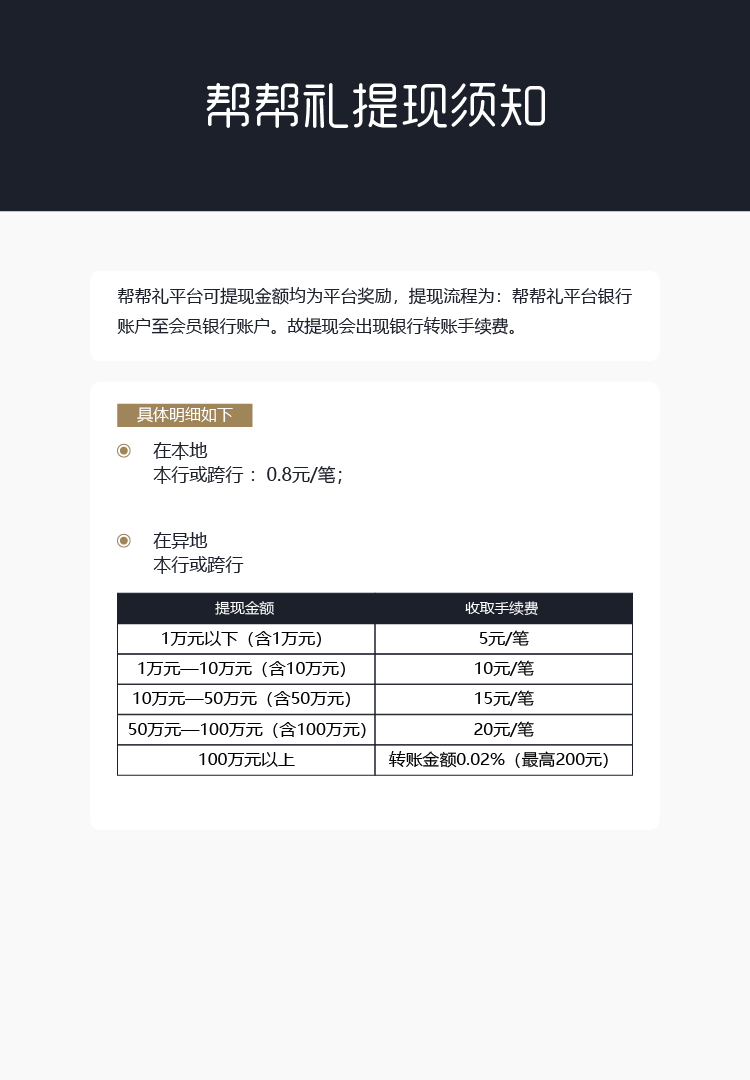 帮帮礼提现须知
帮帮礼平台可提现金额均为平台奖励，提现流程为：帮帮礼平台银行
账户至会员银行账户。故提现会出现银行转账手续费。
具体明细如下
在本地
本行或跨行 ：0.8元/笔；
在异地
本行或跨行
提现金额 收取手续费
1万元以下（含1万元） 5元/笔
1万元—10万元（含10万元） 10元/笔
10万元—50万元（含50万元） 15元/笔
50万元—100万元（含100万元） 20元/笔
100万元以上 转账金额0.02%（最高200元）